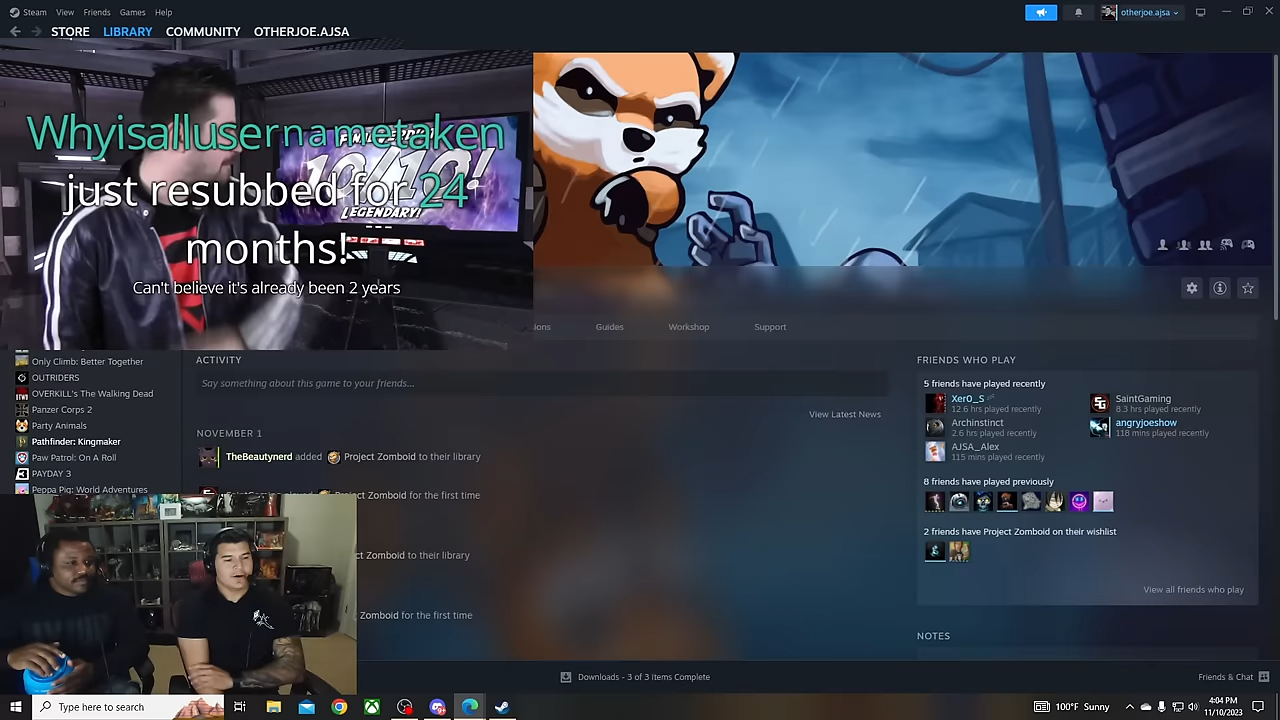 Steam
View
Friends
Games
Help
otherjoe.ajsa
STORE
LIBRARY
COMMUNITY
OTHERJOE.AJSA
Whyisallusernametaken
just resubbed for 24
months!
Can't believe it's already been 2 years
10/10!
LEGENDARY!
Guides
Workshop
Support
Only Climb: Better Together
OUTRIDERS
OVERKILL's The Walking Dead
Panzer Corps 2
Party Animals
Pathfinder: Kingmaker
Paw Patrol: On A Roll
PAYDAY 3
Peppa Pig: World Adventures
ACTIVITY
Say something about this game to your friends...
View Latest News
NOVEMBER 1
TheBeautynerd added Project Zomboid to their library
Project Zomboid for the first time
ct Zomboid to their library
Zomboid for the first time
FRIENDS WHO PLAY
5 friends have played recently
Xer0_S
12.6 hrs played recently
SaintGaming
8.3 hrs played recently
Archinstinct
2.6 hrs played recently
angryjoeshow
118 mins played recently
AJSA_Alex
115 mins played recently
8 friends have played previously
2 friends have Project Zomboid on their wishlist
View all friends who play
NOTES
Downloads - 3 of 3 Items Complete
Friends & Chat
Type here to search
100°F Sunny
4:04 PM
11/10/2023